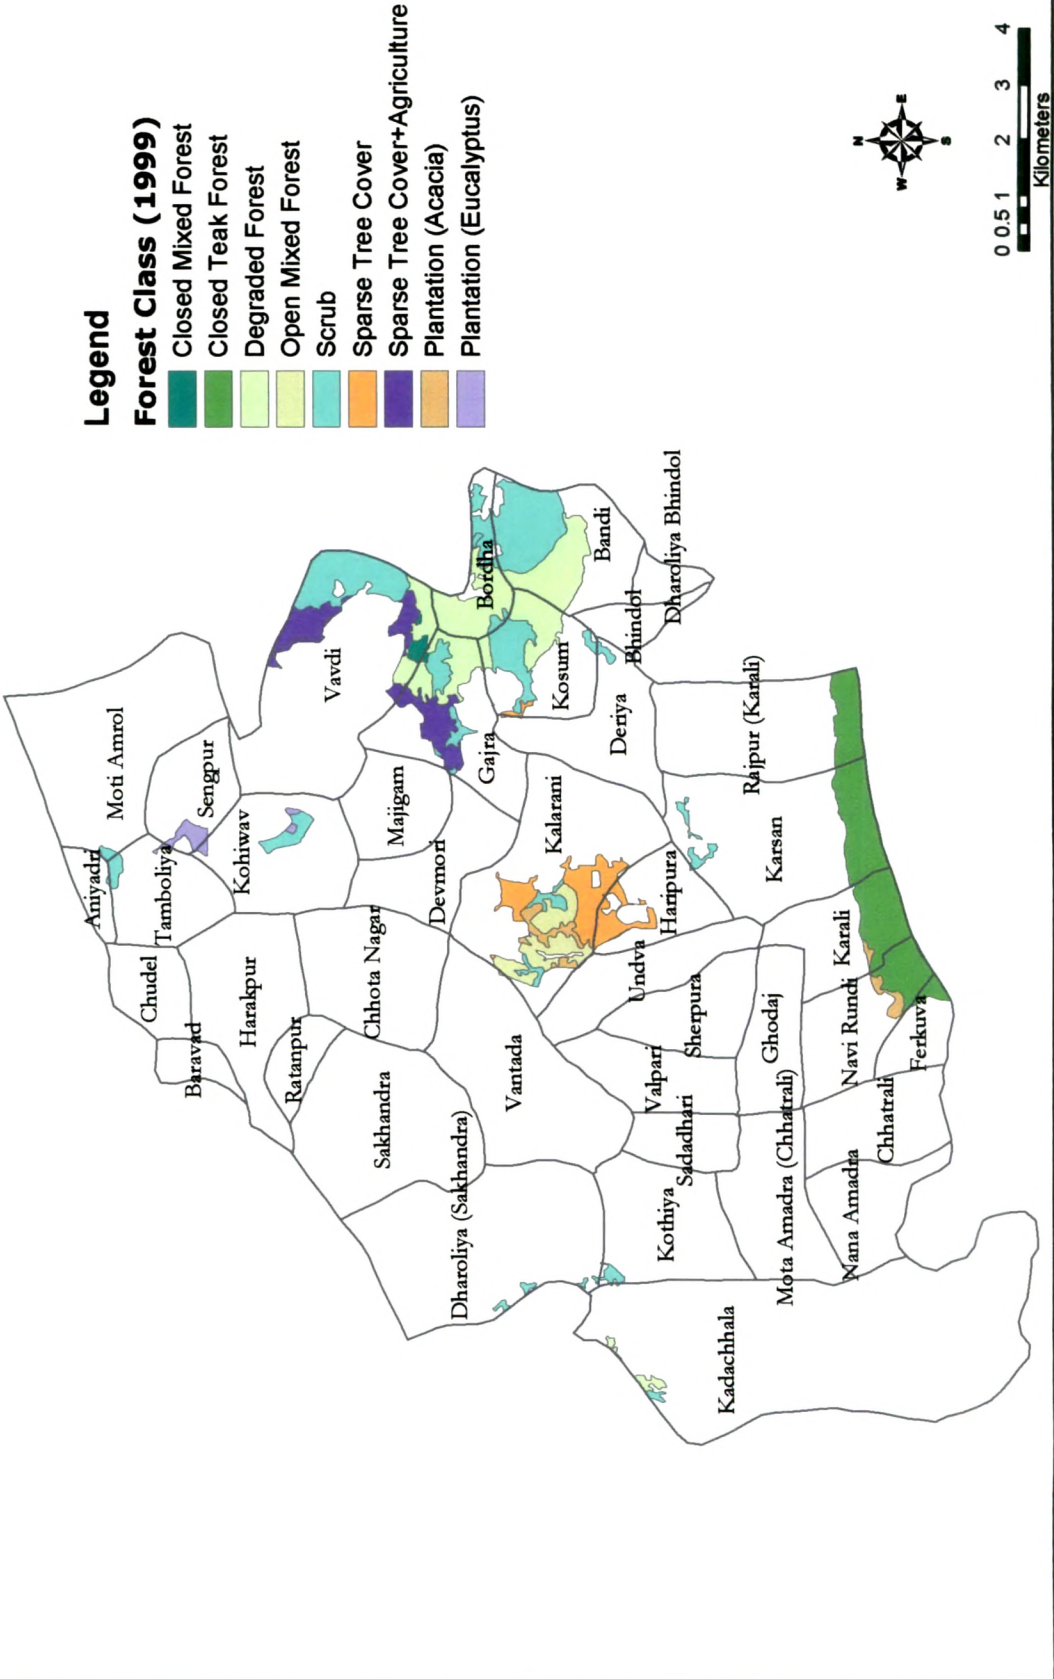 Legend
Forest Class (1999)
Closed Mixed Forest
Closed Teak Forest
Degraded Forest
Open Mixed Forest
Scrub
Sparse Tree Cover
Sparse Tree Cover+Agriculture
Plantation (Acacia)
Plantation (Eucalyptus)
N
W
E
S
0 0.5 1 2 3 4
Kilometers
Moti Amrol
Aniyadri
Sengpur
Tamboliya
Chudel
Kohiwav
Baravad
Harakpur
Vavdi
Ratanpur
Majigam
Chhota Nagar
Sakhandra
Devmori
Dharoliya (Sakhandra)
Bordha
Gajra
Vantada
Kalarani
Kosum
Bandi
Deriya
Bhindol
Dharoliya Bhindol
Undva
Haripura
Valpari
Sherpura
Sadadhari
Kothiya
Kadachhala
Rajpur (Karali)
Karsan
Ghodaj
Mota Amadra (Chhatrali)
Karali
Navi Rundi
Nana Amadra
Chhatrali
Ferkuva